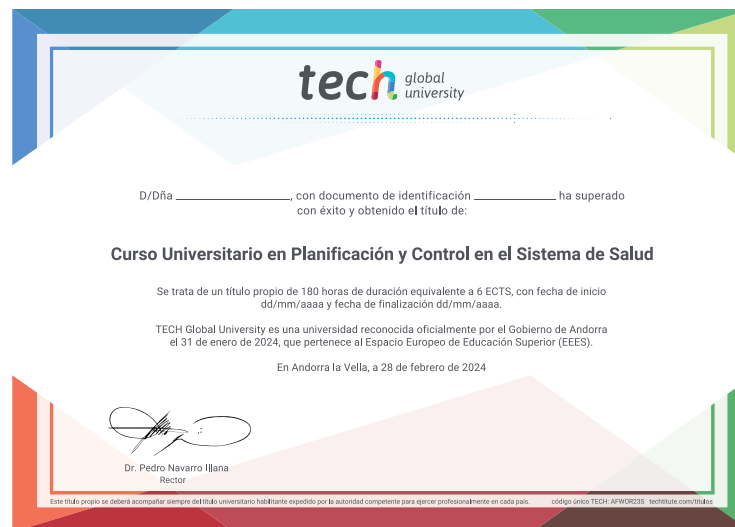 tech global university
D/Dña ____________, con documento de identificación ____________ ha superado
con éxito y obtenido el título de:
Curso Universitario en Planificación y Control en el Sistema de Salud
Se trata de un título propio de 180 horas de duración equivalente a 6 ECTS, con fecha de inicio
dd/mm/aaaa y fecha de finalización dd/mm/aaaa.
TECH Global University es una universidad reconocida oficialmente por el Gobierno de Andorra
el 31 de enero de 2024, que pertenece al Espacio Europeo de Educación Superior (EEES).
En Andorra la Vella, a 28 de febrero de 2024
Dr. Pedro Navarro Illana
Rector
Este título propio se deberá acompañar siempre del título universitario habilitante expedido por la autoridad competente para ejercer profesionalmente en cada país. código único TECH: AFWOR23S techtitute.com/titulos